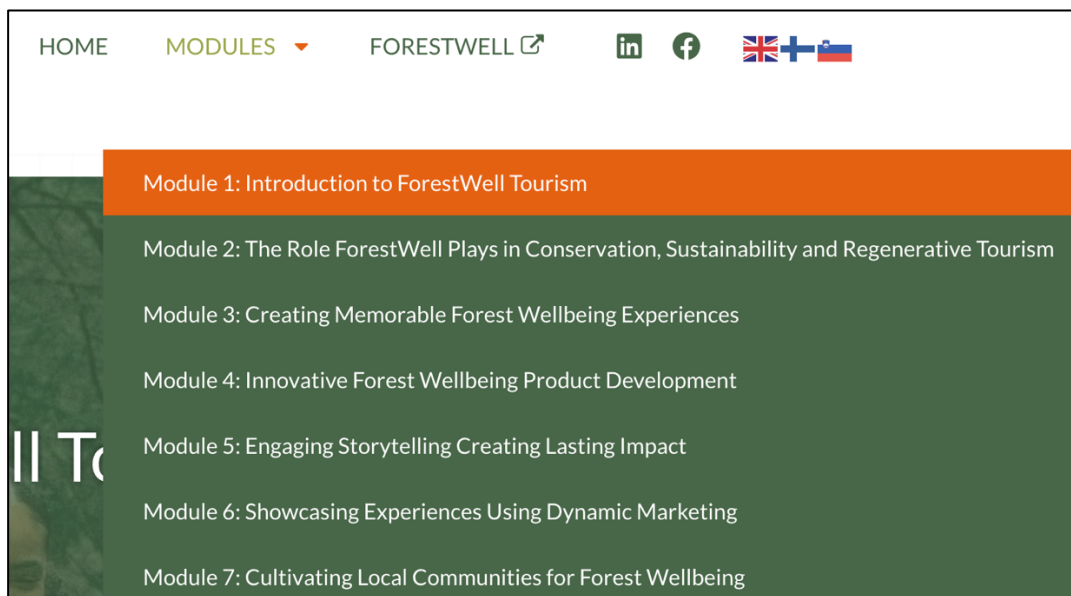 HOME MODULES FORESTWELL
Module 1: Introduction to ForestWell Tourism
Module 2: The Role ForestWell Plays in Conservation, Sustainability and Regenerative Tourism
Module 3: Creating Memorable Forest Wellbeing Experiences
Module 4: Innovative Forest Wellbeing Product Development
Module 5: Engaging Storytelling Creating Lasting Impact
ll To
Module 6: Showcasing Experiences Using Dynamic Marketing
Module 7: Cultivating Local Communities for Forest Wellbeing